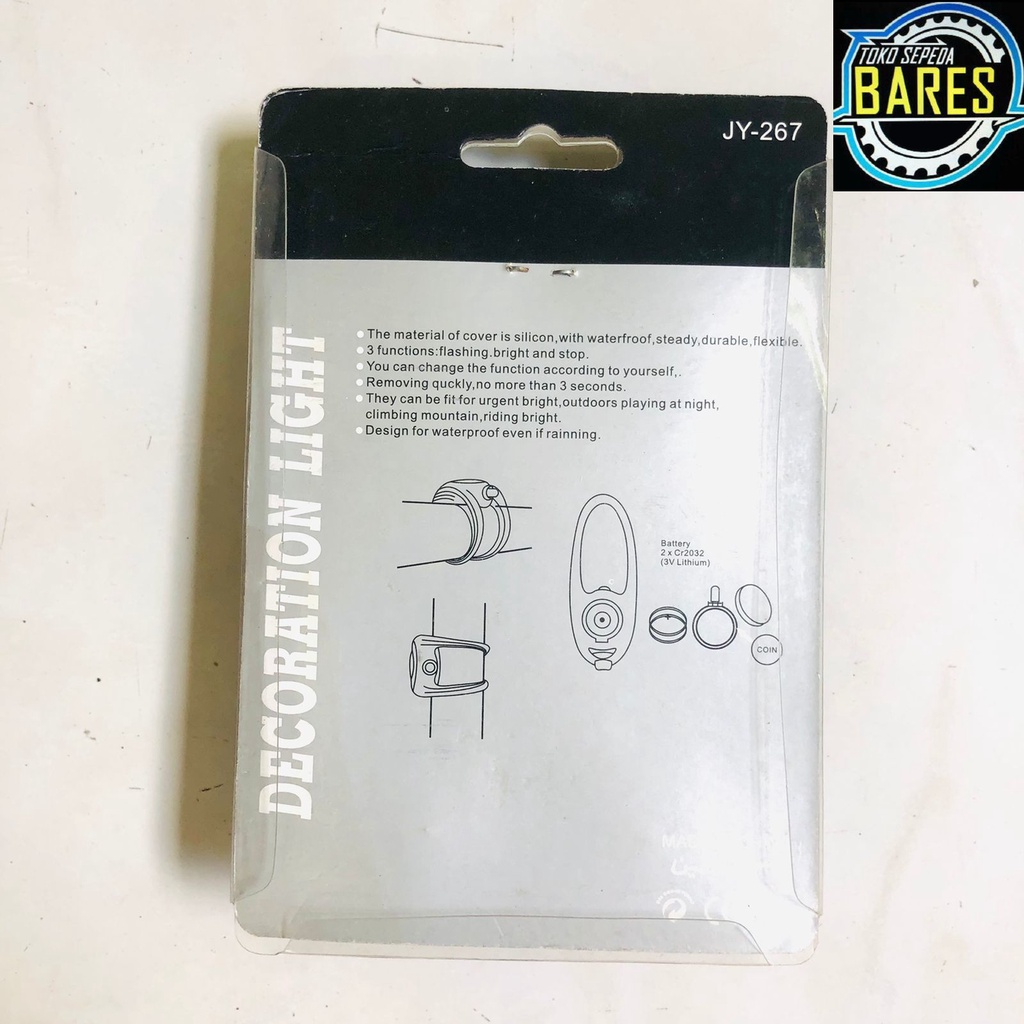 TOKO SEPEDA
BARES
JY-267
DECORATION LIGHT
The material of cover is silicon,with waterfroof,steady,durable,flexible.
3 functions:flashing.bright and stop.
You can change the function according to yourself,.
Removing quckly,no more than 3 seconds.
They can be fit for urgent bright,outdoors playing at night,
climbing mountain,riding bright.
Design for waterproof even if rainning.
Battery
2 x Cr2032
(3V Lithium)
COIN